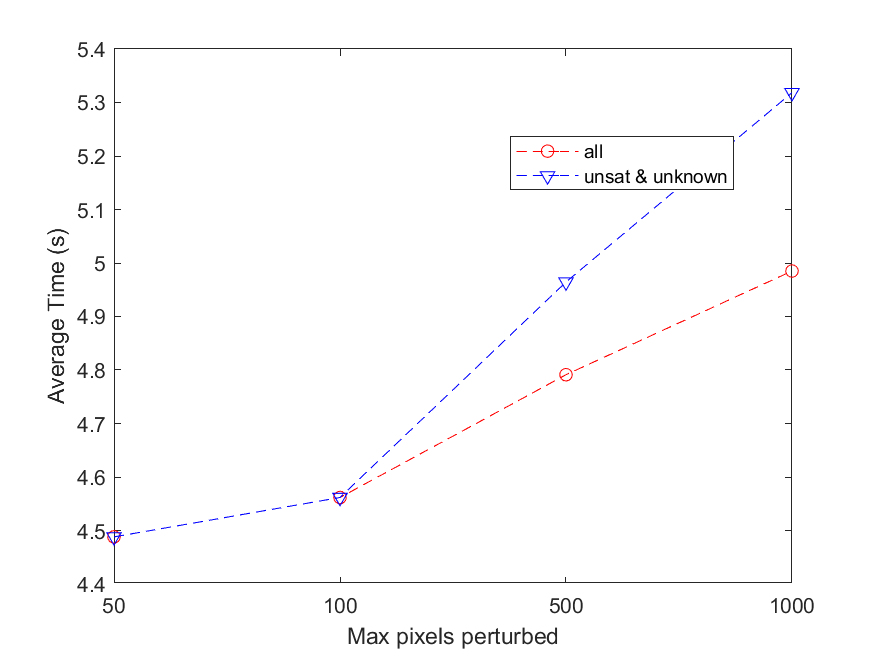 5.4
5.3
5.2
5.1
5
4.9
4.8
4.7
4.6
4.5
4.4
Average Time (s)
all
unsat & unknown
50 100 500 1000
Max pixels perturbed